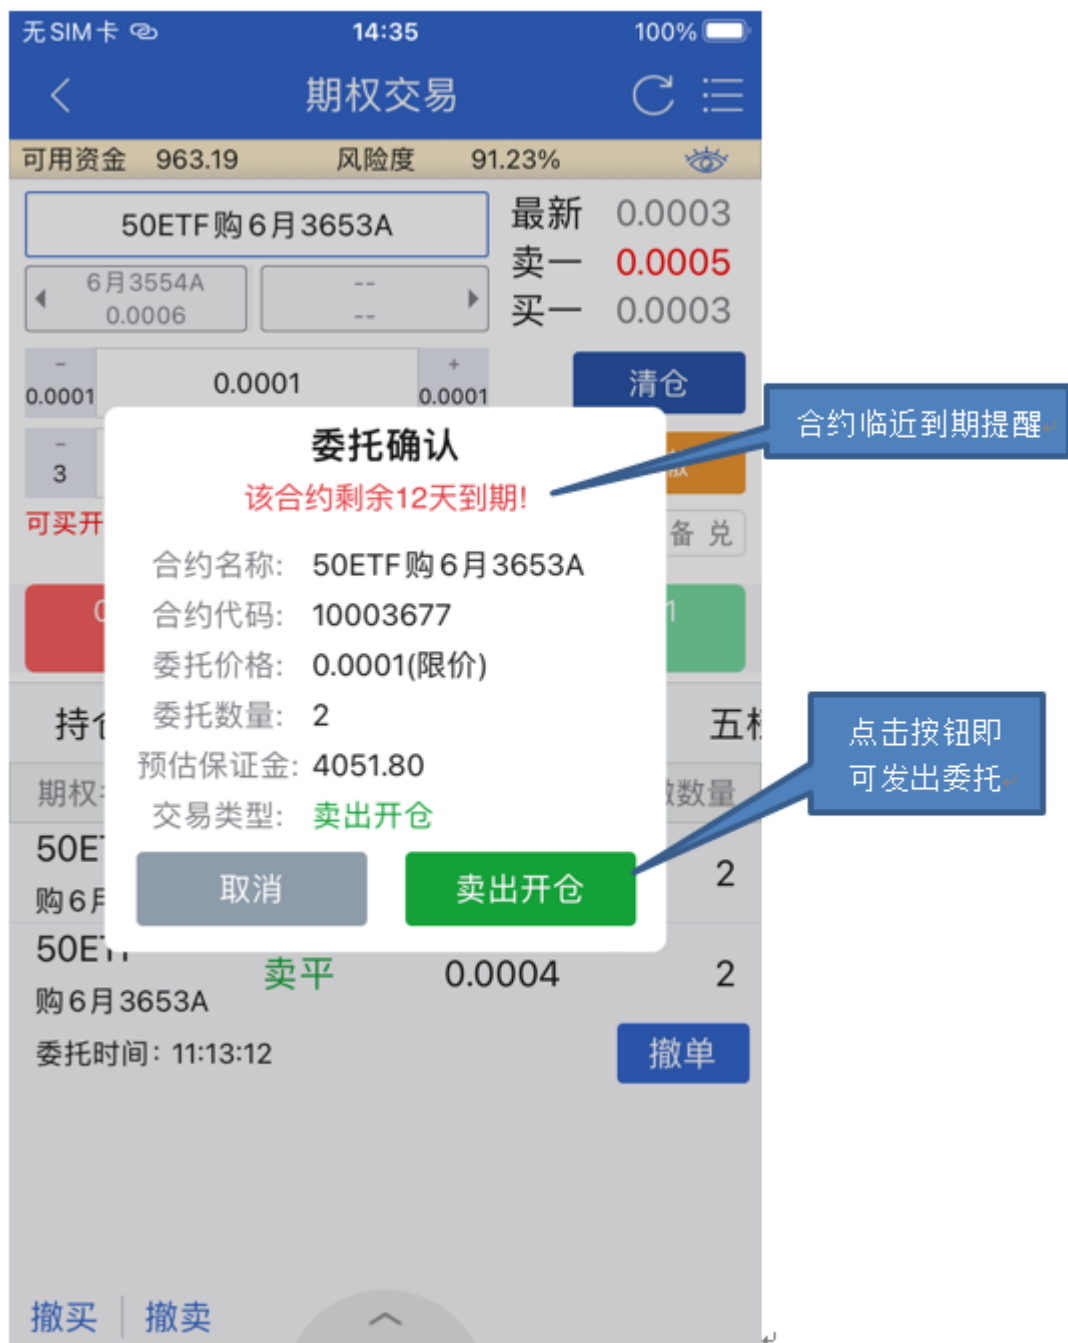 无SIM卡 14:35 100%
期权交易
可用资金 963.19 风险度 91.23%
50ETF购6月3653A
最新 0.0003
卖一 0.0005
买一 0.0003
6月3554A
0.0006
--
--
- 0.0001 0.0001 + 0.0001
清仓
合约临近到期提醒
- 3
委托确认
该合约剩余12天到期!
可买开
备兑
合约名称: 50ETF购6月3653A
合约代码: 10003677
委托价格: 0.0001(限价)
委托数量: 2
预估保证金: 4051.80
交易类型: 卖出开仓
取消 卖出开仓
点击按钮即
可发出委托
持
五
期权
数量
50E
购6月
2
50ET
购6月3653A
卖平 0.0004 2
委托时间: 11:13:12
撤单
撤买 撤卖